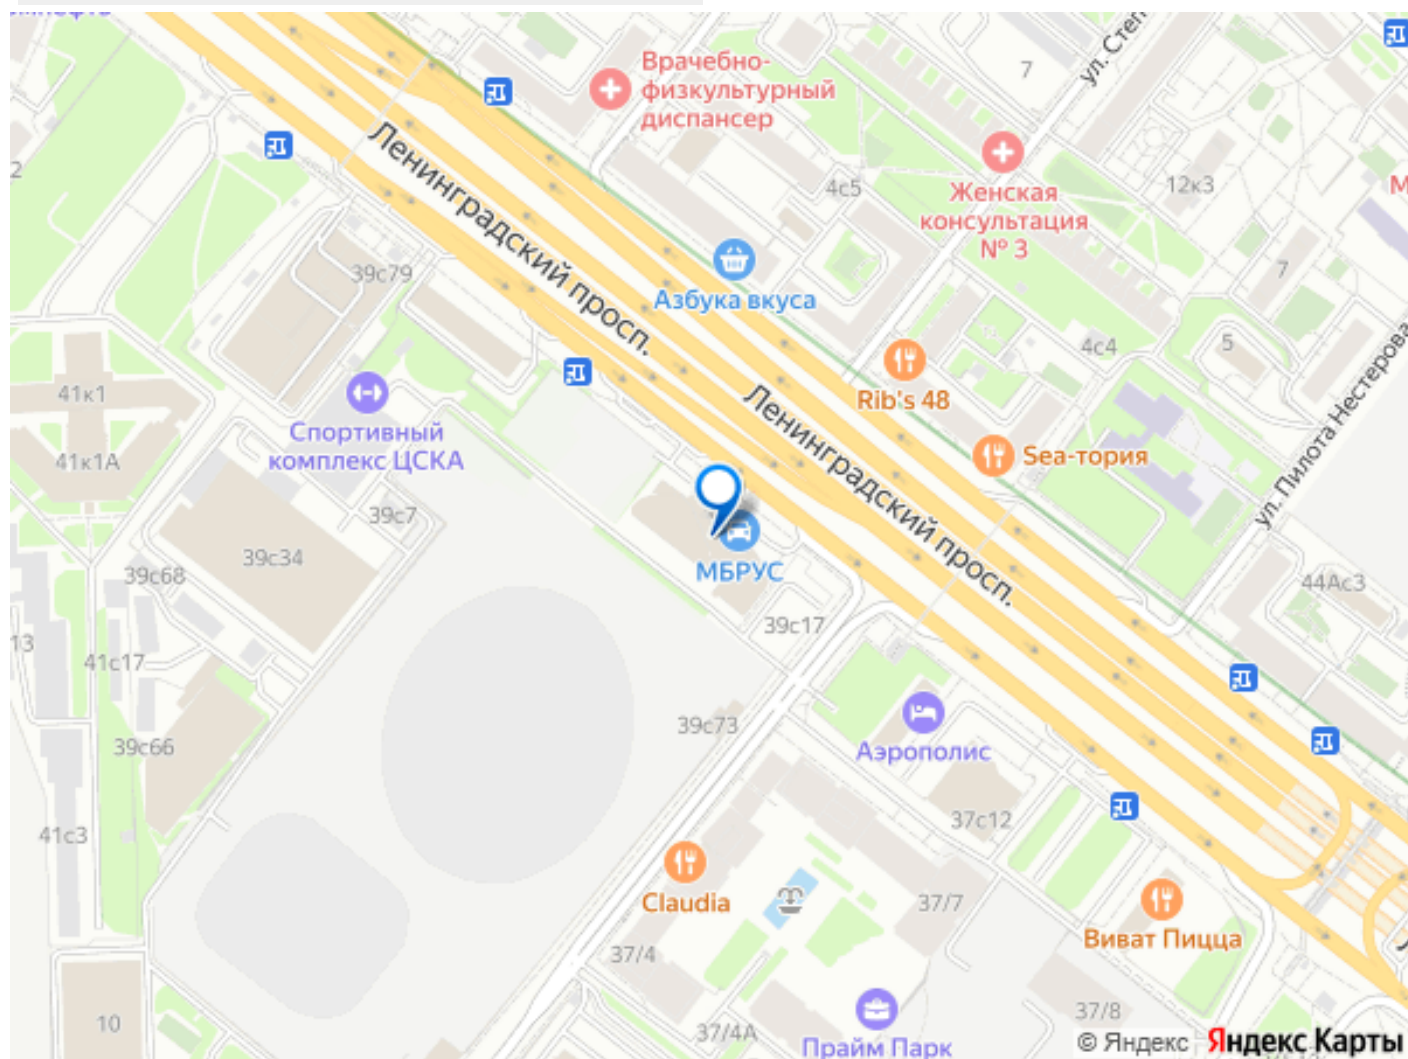 Врачебно-
физкультурный
диспансер
7
ул. Степ
Ленинградский просп.
4с5
Женская
консультация
№ 3
12к3
М
2
39с79
Азбука вкуса
7
4с4
5
Rib's 48
41к1
Спортивный
комплекс ЦСКА
41к1А
Ленинградский просп.
Sea-тория
ул. Пилота Нестерова
39с7
39с34
39с68
МБРУС
44Ас3
39с17
13
41с17
39с73
Аэрополис
39с66
37с12
41с3
Claudia
37/7
Виват Пицца
37/4
10
37/4А
Прайм Парк
37/8
© Яндекс Яндекс Карты